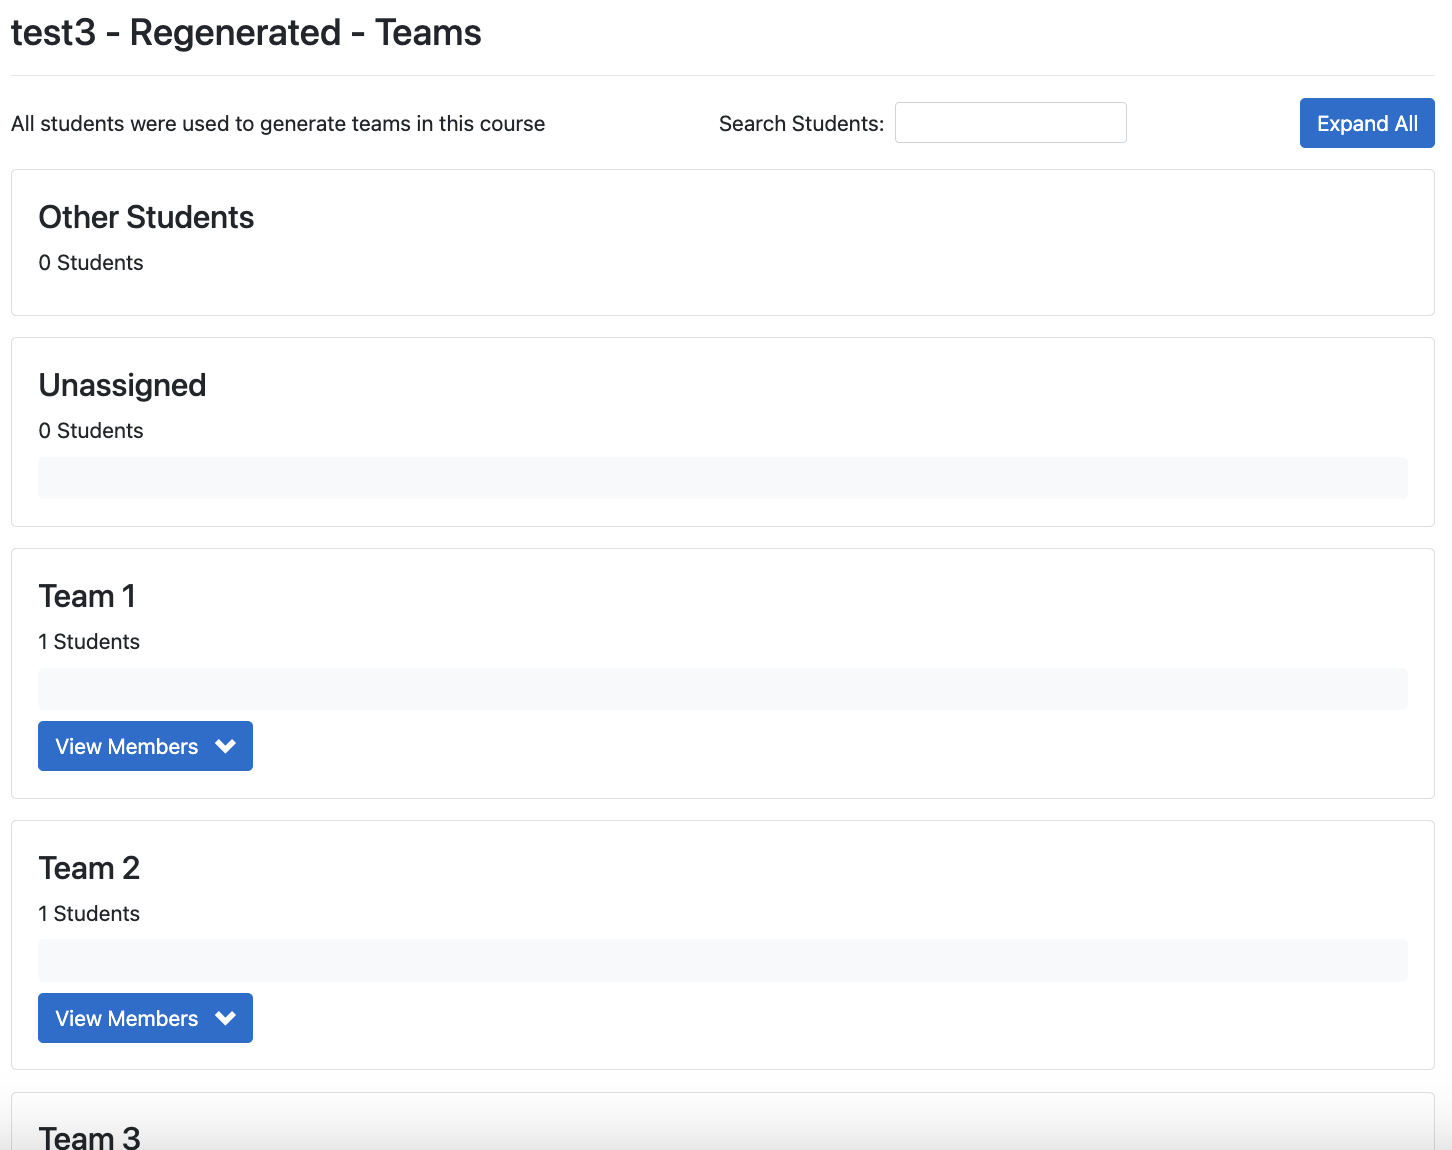 test3 - Regenerated - Teams
All students were used to generate teams in this course
Search Students:
Expand All
Other Students
0 Students
Unassigned
0 Students
Team 1
1 Students
View Members
Team 2
1 Students
View Members
Team 3